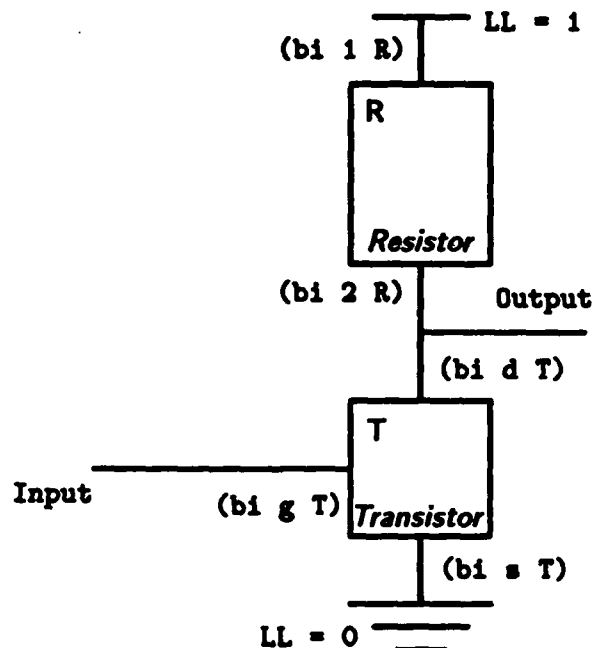 LL = 1
(bi 1 R)
R
Resistor
(bi 2 R)
Output
(bi d T)
T
Input
(bi g T)
Transistor
(bi s T)
LL = 0